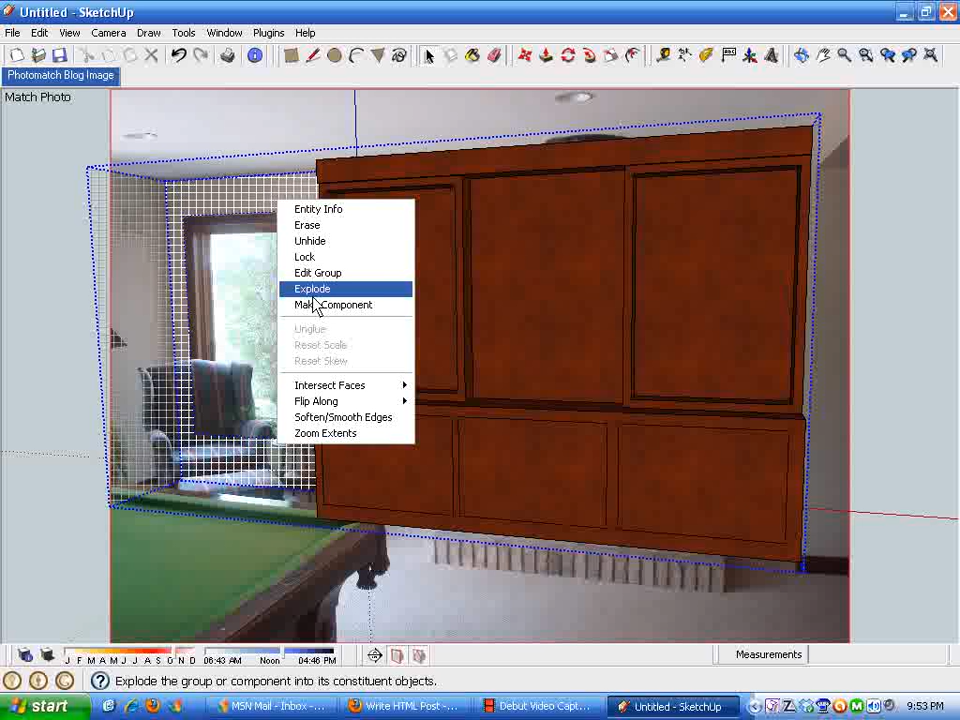 Untitled - SketchUp
File Edit View Camera Draw Tools Window Plugins Help
Photomatch Blog Image
Match Photo
Entity Info
Erase
Unhide
Lock
Edit Group
Explode
Make Component
Unglue
Reset Scale
Reset Skew
Intersect Faces
Flip Along
Soften/Smooth Edges
Zoom Extents
J F M A M J J A S O N D 06:43 AM Noon 04:46 PM
Measurements
Explode the group or component into its constituent objects.
start
MSN Mail - Inbox -...
Write HTML Post -...
Debut Video Capt...
Untitled - SketchUp
9:53 PM